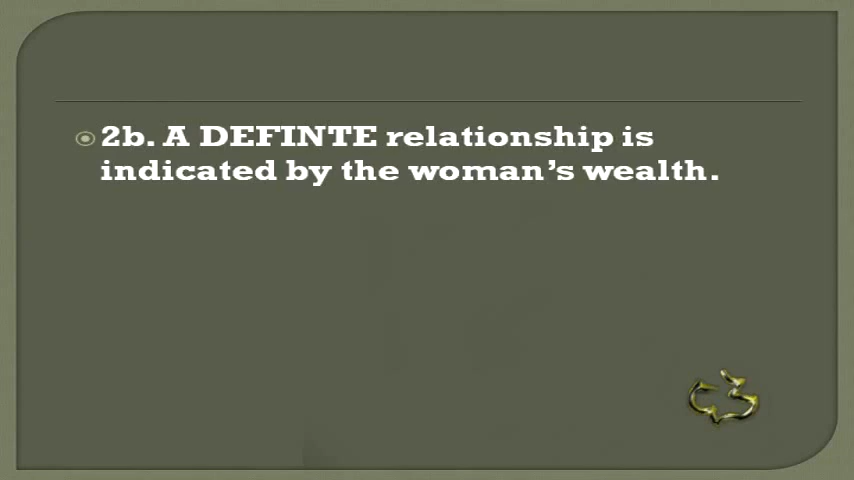 2b. A DEFINTE relationship is
indicated by the woman’s wealth.